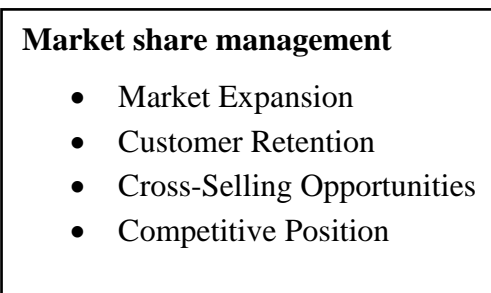 Market share management
• Market Expansion
• Customer Retention
• Cross-Selling Opportunities
• Competitive Position